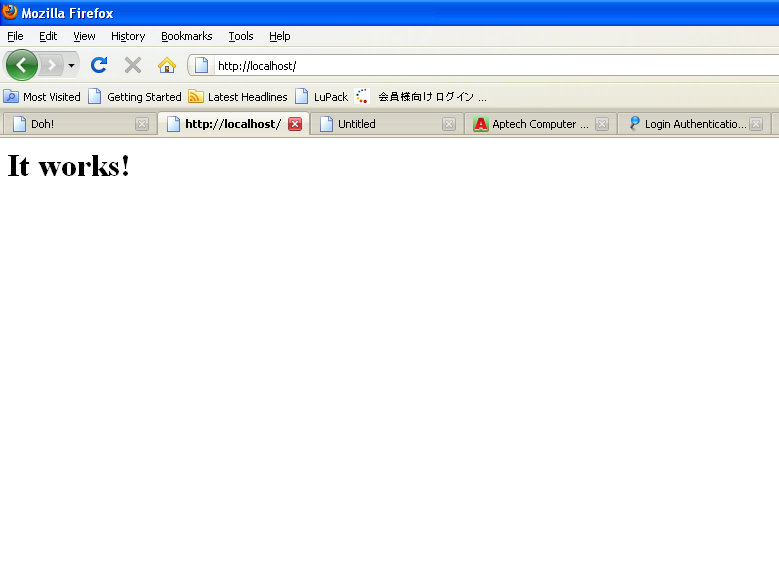 Mozilla Firefox
File Edit View History Bookmarks Tools Help
http://localhost/
Most Visited Getting Started Latest Headlines LuPack 会員様向けログイン ...
Doh! http://localhost/ Untitled Aptech Computer ... Login Authenticatio...
It works!